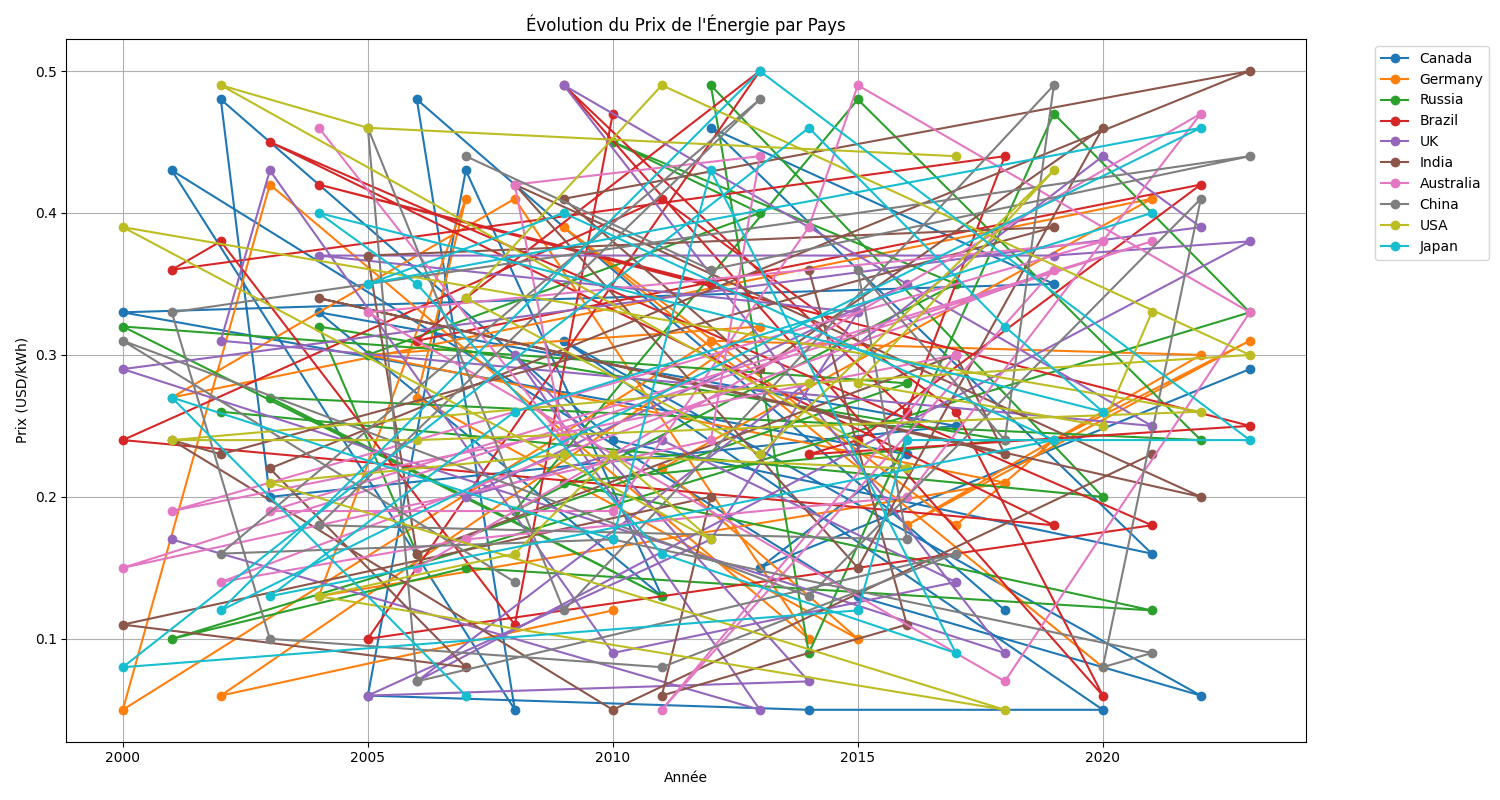 Évolution du Prix de l'Énergie par Pays
Prix (USD/kWh)
0.5
0.4
0.3
0.2
0.1
2000
2005
2010
2015
2020
Année
Canada
Germany
Russia
Brazil
UK
India
Australia
China
USA
Japan